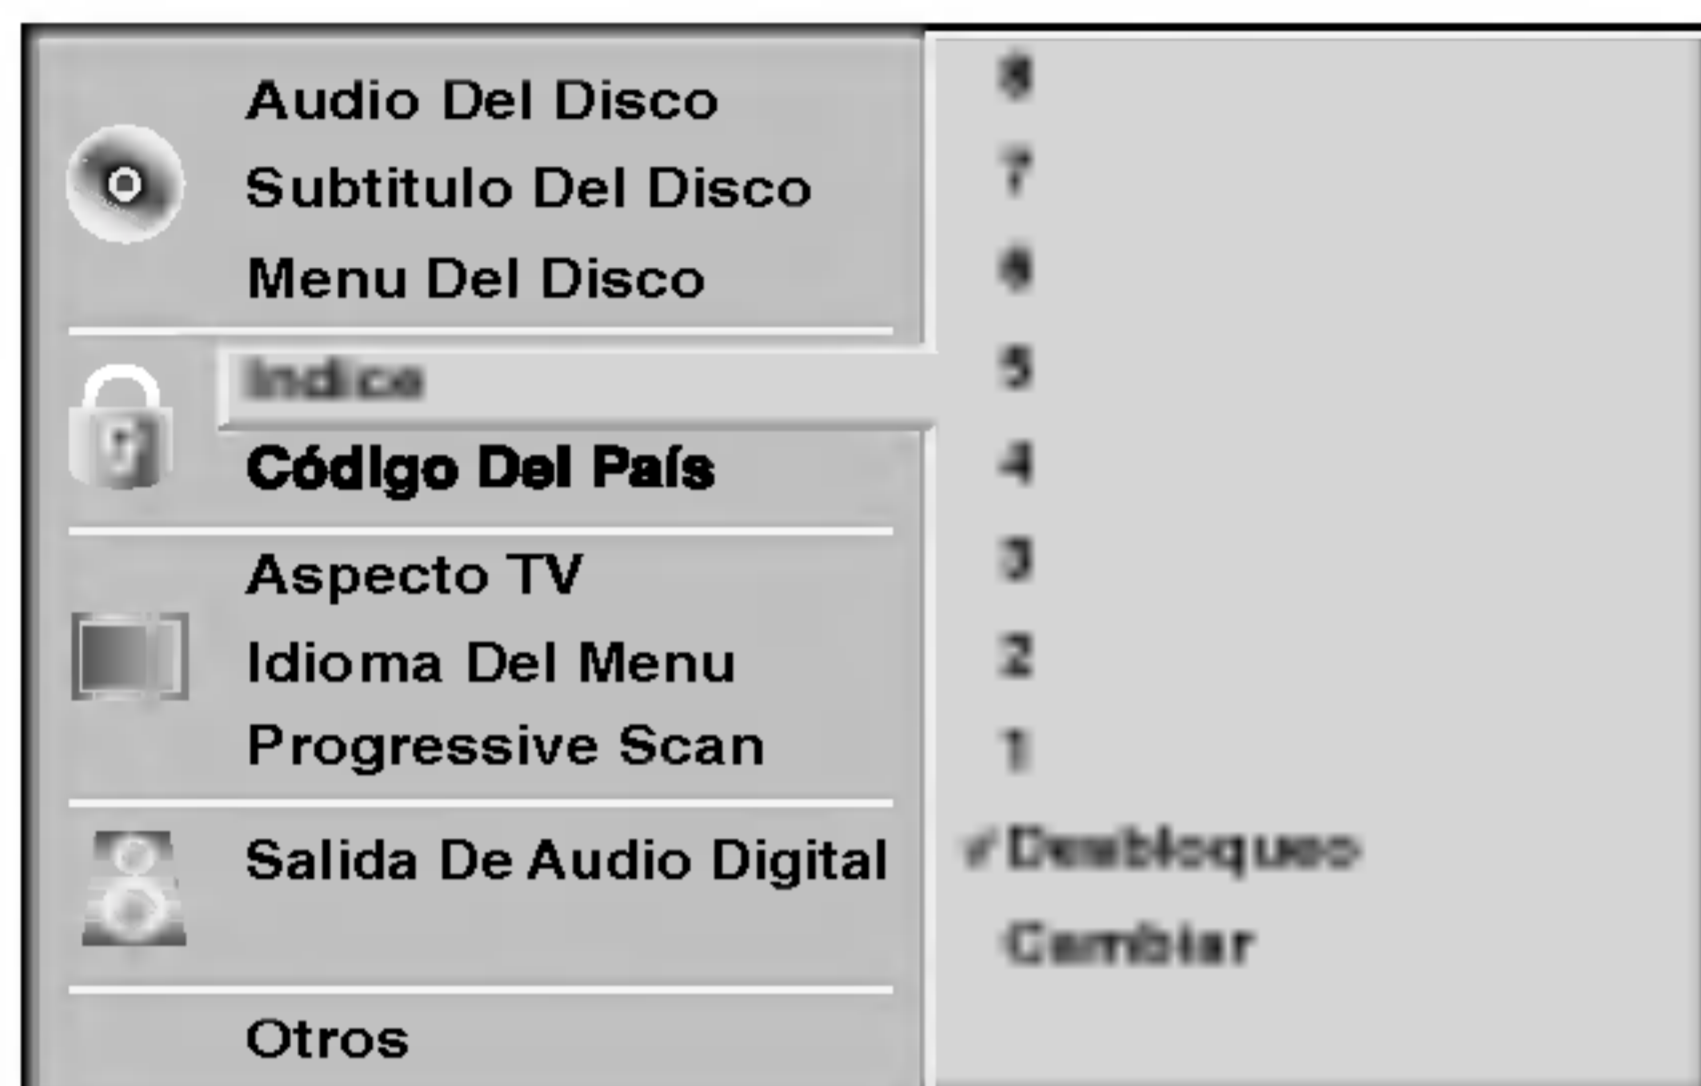 Audio Del Disco
Subtitulo Del Disco
Menu Del Disco
Indice
Código Del País
Aspecto TV
Idioma Del Menu
Progressive Scan
Salida De Audio Digital
Otros
8
7
6
5
4
3
2
1
✓ Desbloqueo
Cambiar